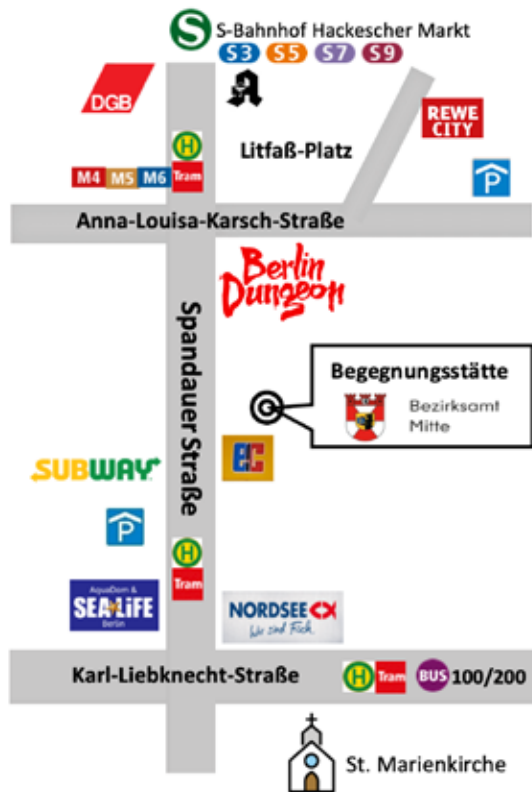 S
S-Bahnhof Hackescher Markt
S3 S5 S7 S9
DGB
A
REWE
CITY
H
Litfaß-Platz
M4 M5 M6 Tram
P
Anna-Louisa-Karsch-Straße
Berlin
Dungeon
Spandauer Straße
Begegnungsstätte
Bezirksamt
Mitte
SUBWAY
EC
P
H
Tram
AquaDom &
SEA LiFE
Berlin
NORDSEE
Wir sind Fisch.
Karl-Liebknecht-Straße
H Tram BUS 100/200
St. Marienkirche